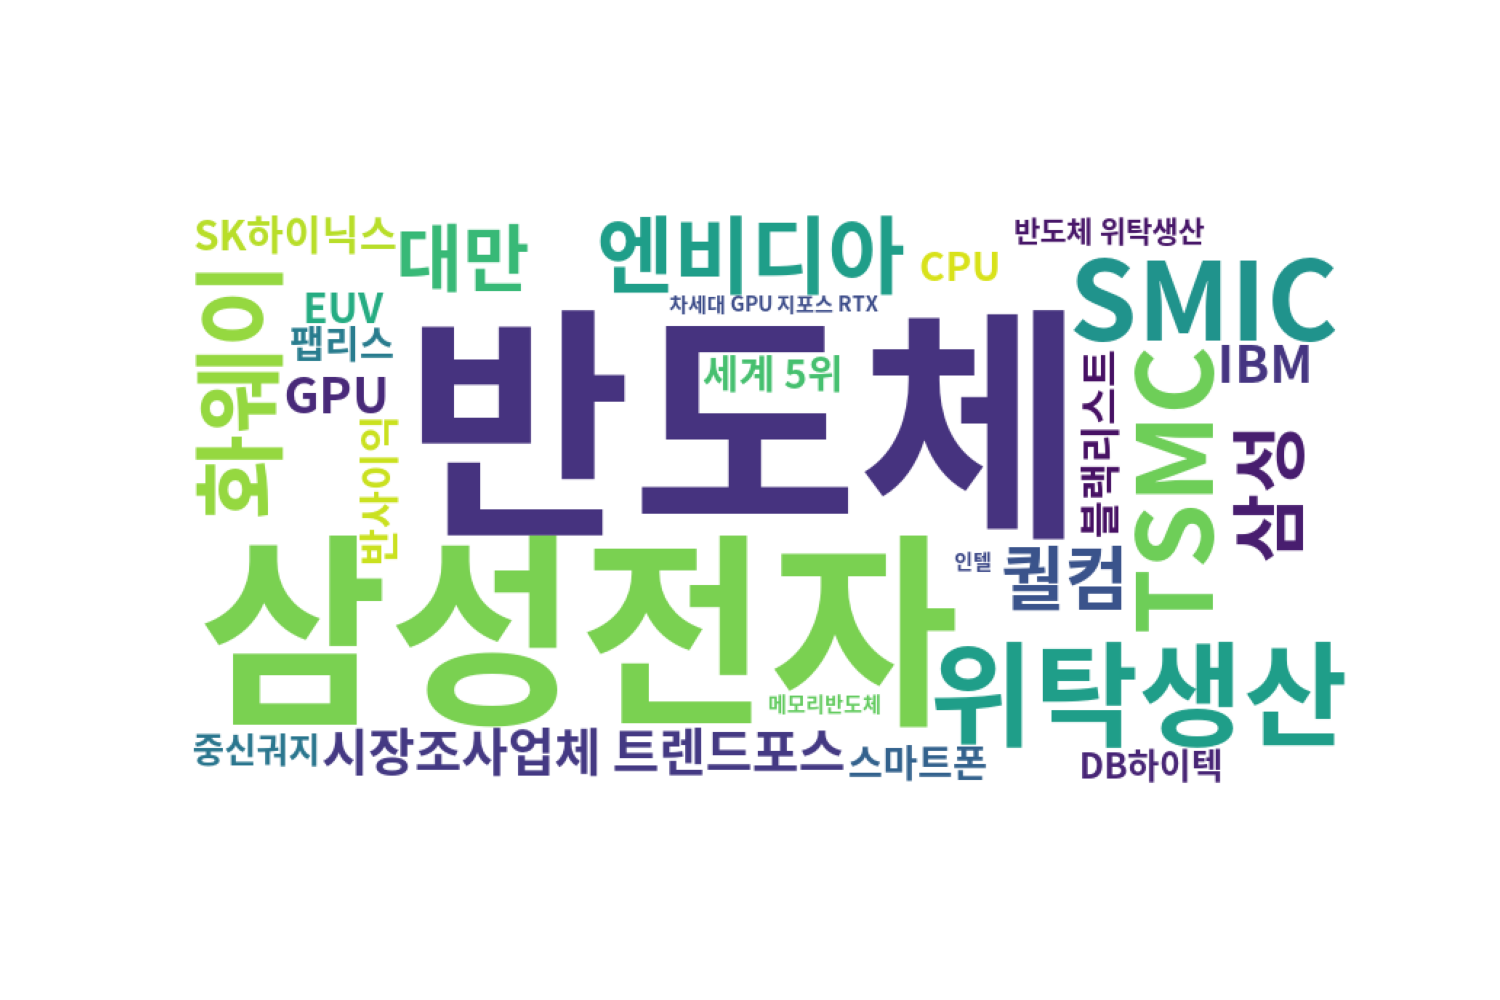 SK하이닉스
대만
엔비디아
CPU
반도체 위탁생산
SMIC
화웨이
EUV
차세대 GPU 지포스 RTX
팹리스
GPU
반도체
세계 5위
블랙리스트
TSMC
IBM
삼성
반사이익
삼성전자
인텔
퀄컴
위탁생산
메모리반도체
중신궈지
시장조사업체 트렌드포스
스마트폰
DB하이텍